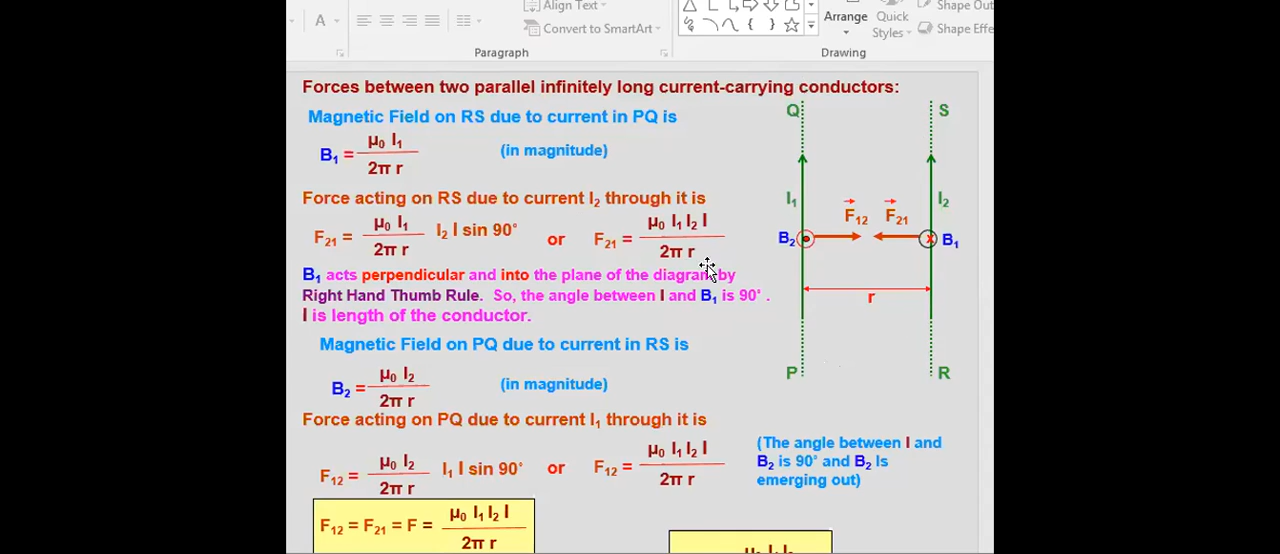 A
Align Text
Convert to SmartArt
Arrange
Quick
Styles
Shape Out
Shape Effe
Paragraph
Drawing
Forces between two parallel infinitely long current-carrying conductors:
Magnetic Field on RS due to current in PQ is
B₁ = μ₀ I₁ / 2π r
(in magnitude)
Force acting on RS due to current I₂ through it is
F₂₁ = μ₀ I₁ / 2π r I₂ l sin 90˚ or F₂₁ = μ₀ I₁ I₂ l / 2π r
B₁ acts perpendicular and into the plane of the diagram by
Right Hand Thumb Rule. So, the angle between l and B₁ is 90˚ .
l is length of the conductor.
Magnetic Field on PQ due to current in RS is
B₂ = μ₀ I₂ / 2π r
(in magnitude)
Force acting on PQ due to current I₁ through it is
F₁₂ = μ₀ I₂ / 2π r I₁ l sin 90˚ or F₁₂ = μ₀ I₁ I₂ l / 2π r
(The angle between l and
B₂ is 90˚ and B₂ Is
emerging out)
F₁₂ = F₂₁ = F = μ₀ I₁ I₂ l / 2π r
Q
S
I₁
I₂
F₁₂
F₂₁
B₂
x
B₁
r
P
R